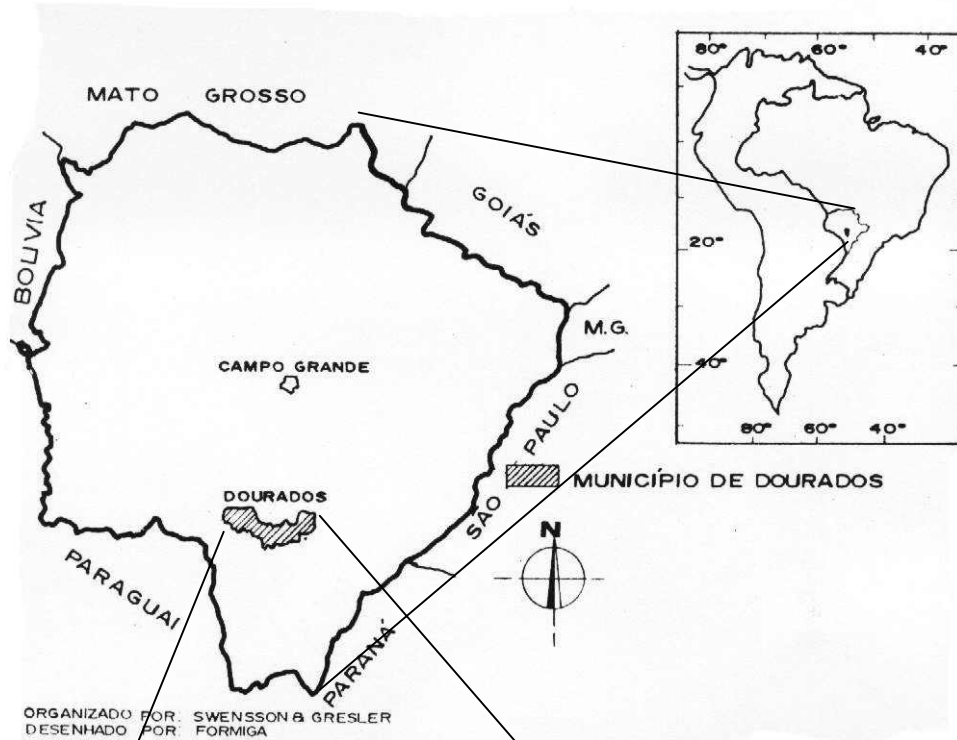 MATO GROSSO
GOIÁS
BOLIVIA
M.G.
CAMPO GRANDE
SÃO PAULO
DOURADOS
PARAGUAI
PARANÁ
ORGANIZADO POR: SWENSSON & GRESLER
DESENHADO POR: FORMIGA
80° 60° 40°
20°
40°
80° 60° 40°
MUNICÍPIO DE DOURADOS
N